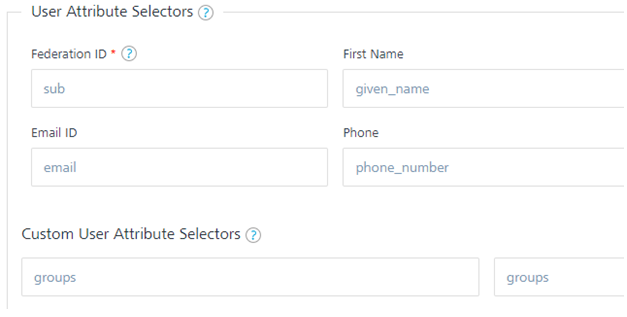 User Attribute Selectors ?
Federation ID * ? First Name
sub given_name
Email ID Phone
email phone_number
Custom User Attribute Selectors ?
groups groups